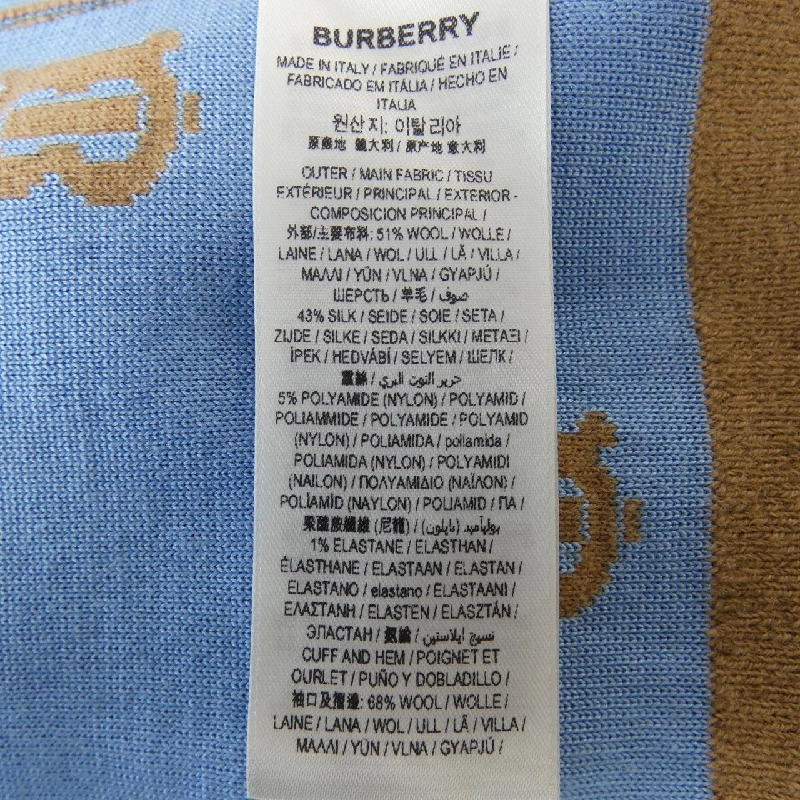 BURBERRY
MADE IN ITALY / FABRIQUÉ EN ITALIE /
FABRICADO EM ITÁLIA / HECHO EN
ITALIA
원산지: 이탈리아
原產地 義大利 / 原产地 意大利
OUTER / MAIN FABRIC / TISSU
EXTÉRIEUR / PRINCIPAL / EXTERIOR -
COMPOSICION PRINCIPAL /
外部/主要布料: 51% WOOL / WOLLE /
LAINE / LANA / WOL / ULL / LÃ / VILLA /
ΜΑΛΛΙ / YÜN / VLNA / GYAPJÚ /
ШЕРСТЬ / 羊毛 / صوف
43% SILK / SEIDE / SOIE / SETA /
ZIJDE / SILKE / SEDA / SILKKI / ΜΕΤΑΞΙ /
İPEK / HEDVÁBÍ / SELYEM / ШЕЛК /
蠶絲 / حرير التوت البري
5% POLYAMIDE (NYLON) / POLYAMID /
POLIAMMIDE / POLYAMIDE / POLYAMID
(NYLON) / POLIAMIDA / poliamida /
POLIAMIDA (NYLON) / POLYAMIDI
(NAILON) / ΠΟΛΥΑΜΙΔΙΟ (ΝΑΪΛΟΝ) /
POLÍAMÍD (NAYLON) / POLIAMID / ПА /
聚醯胺纖維 (尼龍) / بوليأميد (نايلون)
1% ELASTANE / ELASTHAN /
ÉLASTHANE / ELASTAAN / ELASTAN /
ELASTANO / elastano / ELASTAANI /
ΕΛΑΣΤΑΝΗ / ELASTEN / ELASZTÁN /
ЭЛАСТАН / 氨綸 / نسيج ايلاستين
CUFF AND HEM / POIGNET ET
OURLET / PUÑO Y DOBLADILLO /
袖口及摺邊: 68% WOOL / WOLLE /
LAINE / LANA / WOL / ULL / LÃ / VILLA /
ΜΑΛΛΙ / YÜN / VLNA / GYAPJÚ /